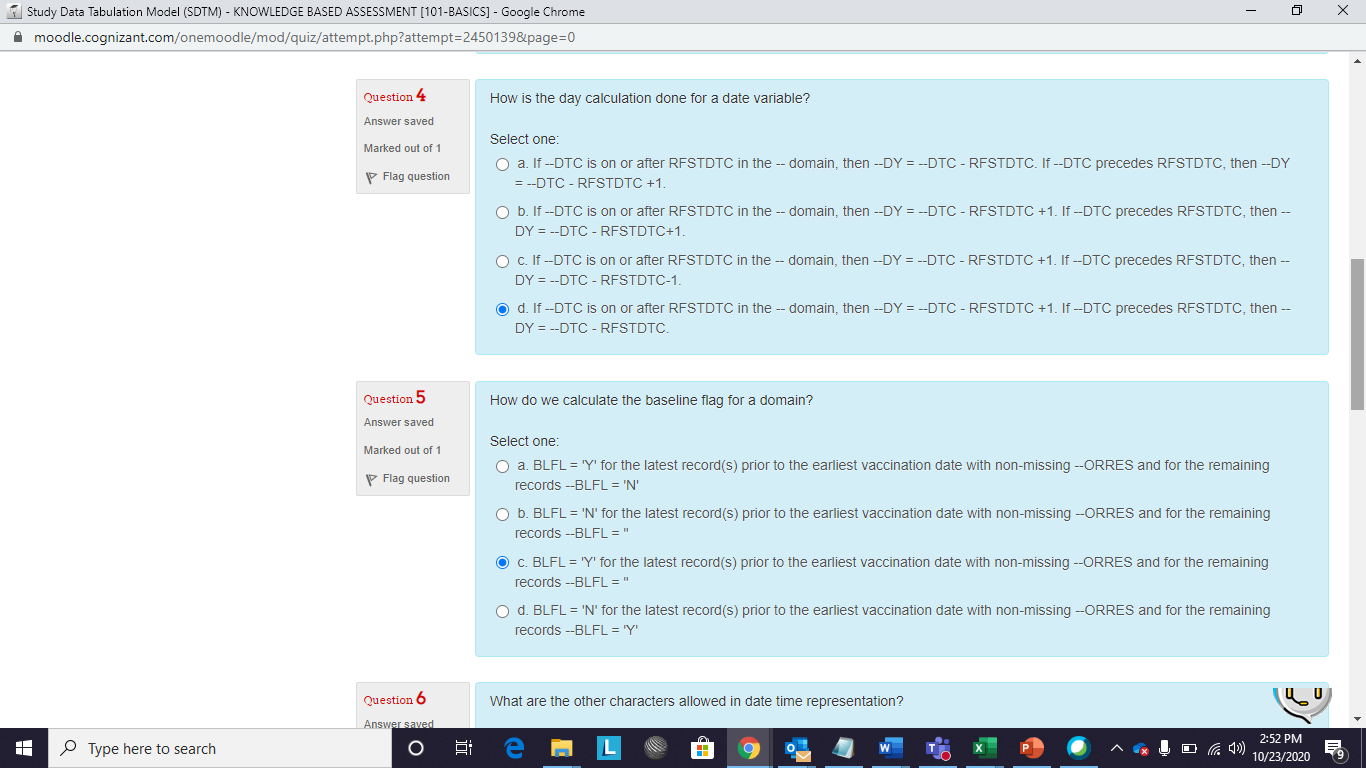 Study Data Tabulation Model (SDTM) - KNOWLEDGE BASED ASSESSMENT [101-BASICS] - Google Chrome
moodle.cognizant.com/onemoodle/mod/quiz/attempt.php?attempt=2450139&page=0
Question 4
Answer saved
Marked out of 1
Flag question
How is the day calculation done for a date variable?
Select one:
a. If --DTC is on or after RFSTDTC in the -- domain, then --DY = --DTC - RFSTDTC. If --DTC precedes RFSTDTC, then --DY
= --DTC - RFSTDTC +1.
b. If --DTC is on or after RFSTDTC in the -- domain, then --DY = --DTC - RFSTDTC +1. If --DTC precedes RFSTDTC, then --
DY = --DTC - RFSTDTC+1.
c. If --DTC is on or after RFSTDTC in the -- domain, then --DY = --DTC - RFSTDTC +1. If --DTC precedes RFSTDTC, then --
DY = --DTC - RFSTDTC-1.
d. If --DTC is on or after RFSTDTC in the -- domain, then --DY = --DTC - RFSTDTC +1. If --DTC precedes RFSTDTC, then --
DY = --DTC - RFSTDTC.
Question 5
Answer saved
Marked out of 1
Flag question
How do we calculate the baseline flag for a domain?
Select one:
a. BLFL = 'Y' for the latest record(s) prior to the earliest vaccination date with non-missing --ORRES and for the remaining
records --BLFL = 'N'
b. BLFL = 'N' for the latest record(s) prior to the earliest vaccination date with non-missing --ORRES and for the remaining
records --BLFL = ''
c. BLFL = 'Y' for the latest record(s) prior to the earliest vaccination date with non-missing --ORRES and for the remaining
records --BLFL = ''
d. BLFL = 'N' for the latest record(s) prior to the earliest vaccination date with non-missing --ORRES and for the remaining
records --BLFL = 'Y'
Question 6
Answer saved
What are the other characters allowed in date time representation?
Type here to search
2:52 PM
10/23/2020
9